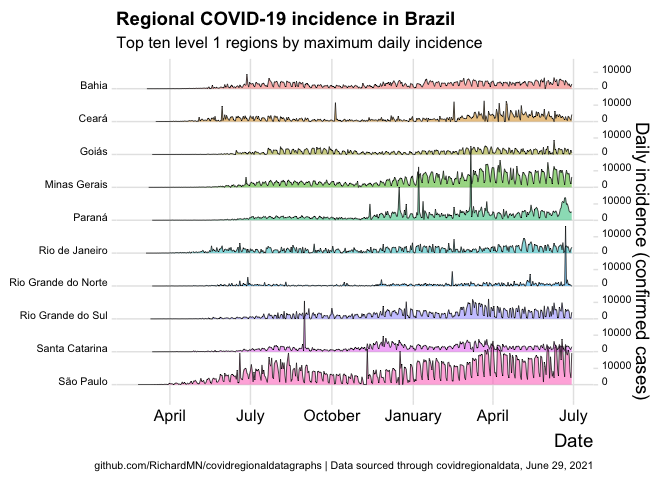 Regional COVID-19 incidence in Brazil
Top ten level 1 regions by maximum daily incidence
Bahia
10000
0
Ceará
10000
0
Goiás
10000
0
Minas Gerais
10000
0
Paraná
10000
0
Rio de Janeiro
10000
0
Rio Grande do Norte
10000
0
Rio Grande do Sul
10000
0
Santa Catarina
10000
0
São Paulo
10000
0
Daily incidence (confirmed cases)
April
July
October
January
April
July
Date
github.com/RichardMN/covidregionaldatagraphs | Data sourced through covidregionaldata, June 29, 2021